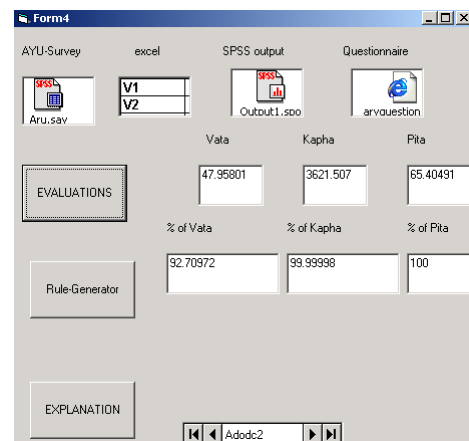 Form4
AYU-Survey excel SPSS output Questionnaire
SPSS V1 SPSS
V2
Aru.sav Output1.spo aryquestion
Vata Kapha Pita
47.95801 3621.507 65.40491
EVALUATIONS
% of Vata % of Kapha % of Pita
92.70972 99.99998 100
Rule-Generator
EXPLANATION
Adodc2